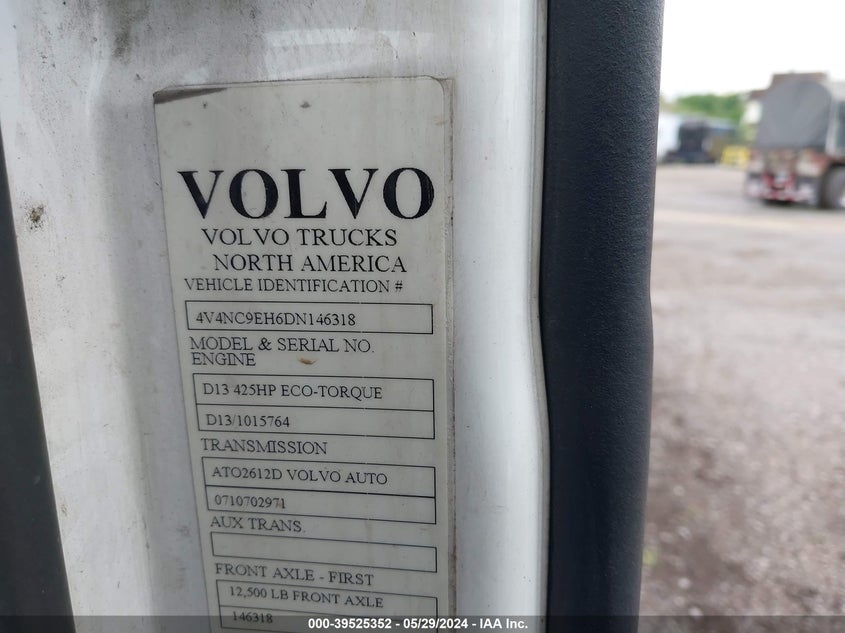 VOLVO
VOLVO TRUCKS
NORTH AMERICA
VEHICLE IDENTIFICATION #
4V4NC9EH6DN146318
MODEL & SERIAL NO.
ENGINE
D13 425HP ECO-TORQUE
D13/1015764
TRANSMISSION
ATO2612D VOLVO AUTO
0710702971
AUX TRANS.
FRONT AXLE - FIRST
12,500 LB FRONT AXLE
146318
000-39525352 / 05/29/2024 / IAA Inc.